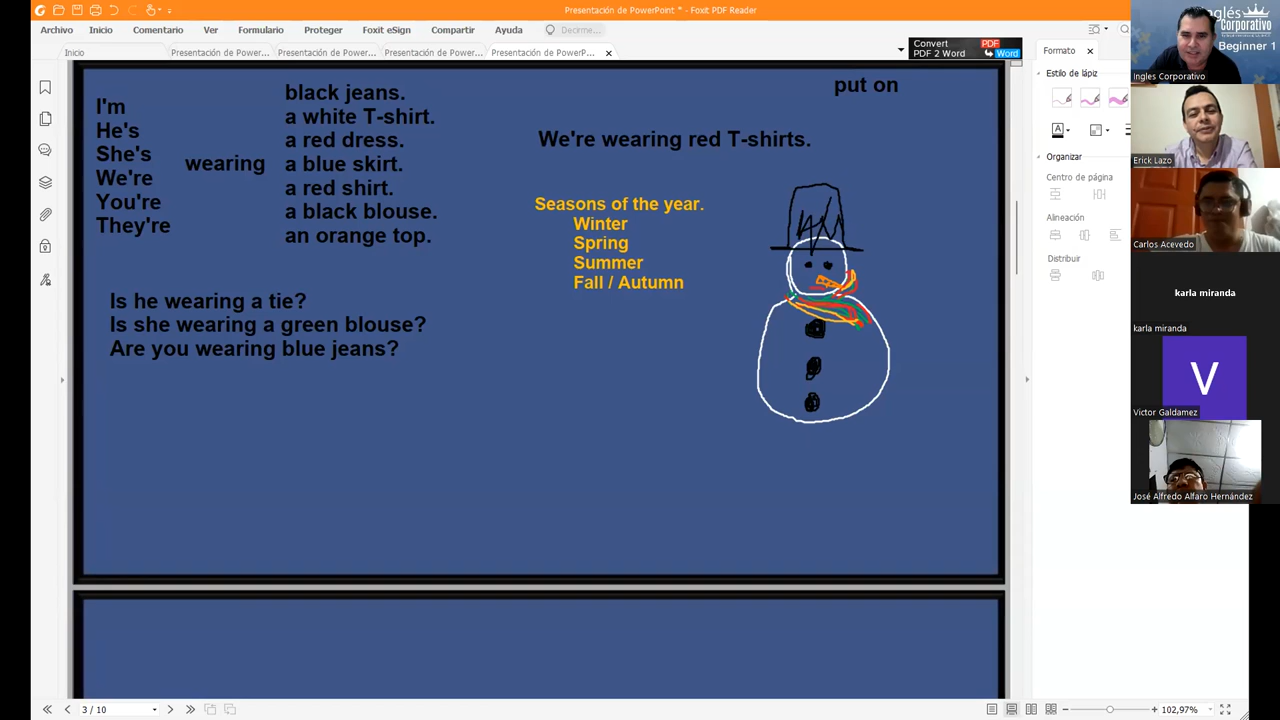 Presentación de PowerPoint * - Foxit PDF Reader
Archivo Inicio Comentario Ver Formulario Proteger Foxit eSign Compartir Ayuda Decirme...
Inicio Presentación de Power... Presentación de Power... Presentación de Power... Presentación de PowerP...
Convert PDF
PDF 2 Word Word
Formato
Estilo de lápiz
Organizar
Centro de página
Alineación
Distribuir
put on
I'm
He's
She's
We're
You're
They're
wearing
black jeans.
a white T-shirt.
a red dress.
a blue skirt.
a red shirt.
a black blouse.
an orange top.
We're wearing red T-shirts.
Seasons of the year.
Winter
Spring
Summer
Fall / Autumn
Is he wearing a tie?
Is she wearing a green blouse?
Are you wearing blue jeans?
Inglés
Corporativo
Beginner 1
Ingles Corporativo
Erick Lazo
Carlos Acevedo
karla miranda
karla miranda
V
Victor Galdamez
José Alfredo Alfaro Hernández
3 / 10
102,97%